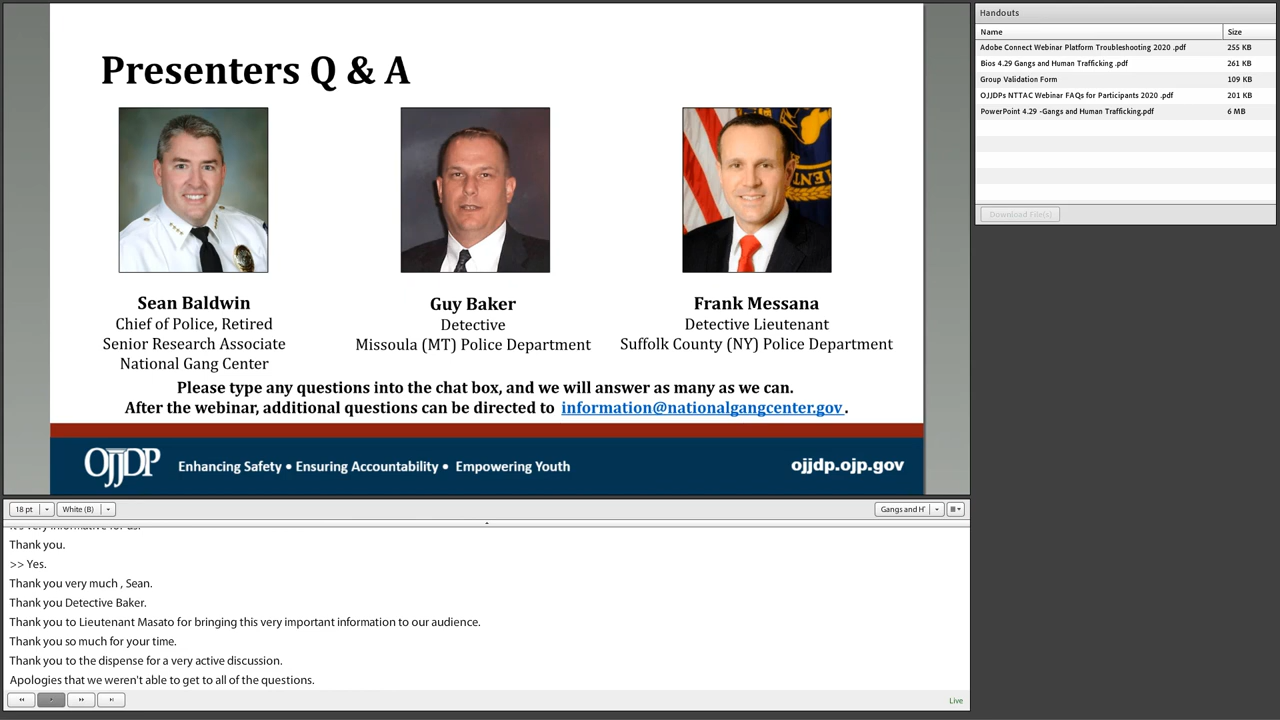 Presenters Q & A
Sean Baldwin
Chief of Police, Retired
Senior Research Associate
National Gang Center
Guy Baker
Detective
Missoula (MT) Police Department
Frank Messana
Detective Lieutenant
Suffolk County (NY) Police Department
Please type any questions into the chat box, and we will answer as many as we can.
After the webinar, additional questions can be directed to information@nationalgangcenter.gov.
OJJDP
Enhancing Safety • Ensuring Accountability • Empowering Youth
ojjdp.ojp.gov
18 pt
White (B)
Gangs and H'
It's very informative for us.
Thank you.
>> Yes.
Thank you very much , Sean.
Thank you Detective Baker.
Thank you to Lieutenant Masato for bringing this very important information to our audience.
Thank you so much for your time.
Thank you to the dispense for a very active discussion.
Apologies that we weren't able to get to all of the questions.
Live
Handouts
Name Size
Adobe Connect Webinar Platform Troubleshooting 2020 .pdf 255 KB
Bios 4.29 Gangs and Human Trafficking .pdf 261 KB
Group Validation Form 109 KB
OJJDPs NTTAC Webinar FAQs for Participants 2020 .pdf 201 KB
PowerPoint 4.29 -Gangs and Human Trafficking.pdf 6 MB
Download File(s)